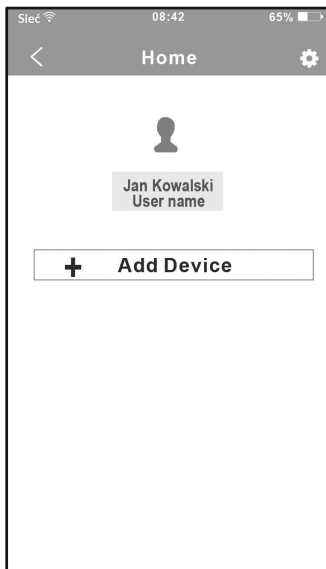 Sieć 08:42 65%
Home
Jan Kowalski
User name
+ Add Device